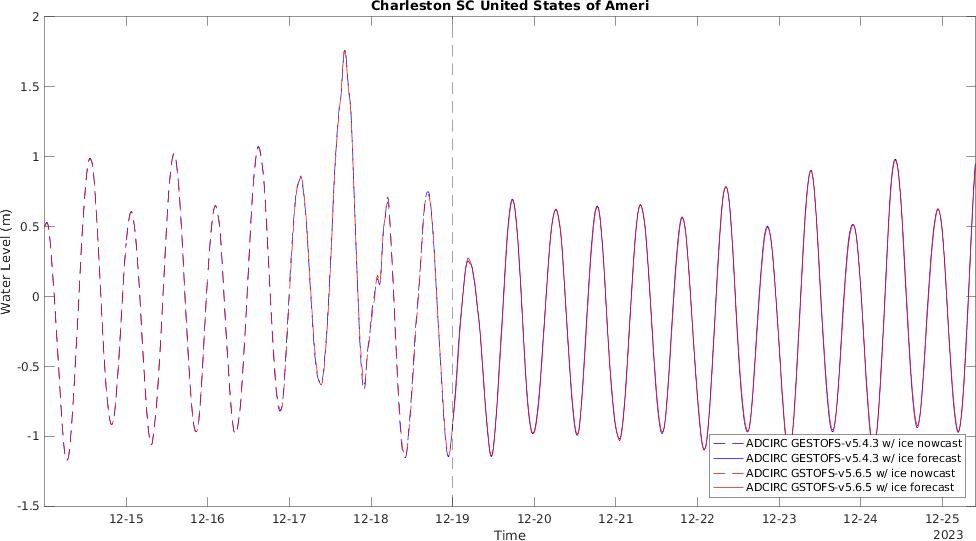 Charleston SC United States of Ameri
2
1.5
1
0.5
0
-0.5
-1
-1.5
Water Level (m)
ADCIRC GESTOFS-v5.4.3 w/ ice nowcast
ADCIRC GESTOFS-v5.4.3 w/ ice forecast
ADCIRC GSTOFS-v5.6.5 w/ ice nowcast
ADCIRC GSTOFS-v5.6.5 w/ ice forecast
12-15 12-16 12-17 12-18 12-19 12-20 12-21 12-22 12-23 12-24 12-25
Time
2023